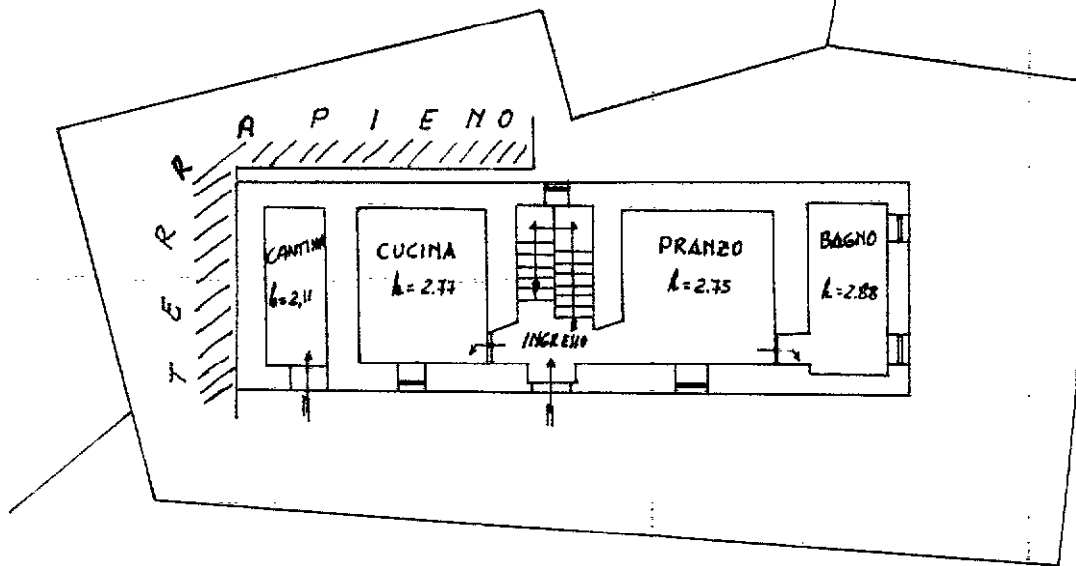 TERRAPIENO
CANTINA
h=2,11
CUCINA
h=2.77
INGRESSO
PRANZO
h=2.75
BAGNO
h=2.88